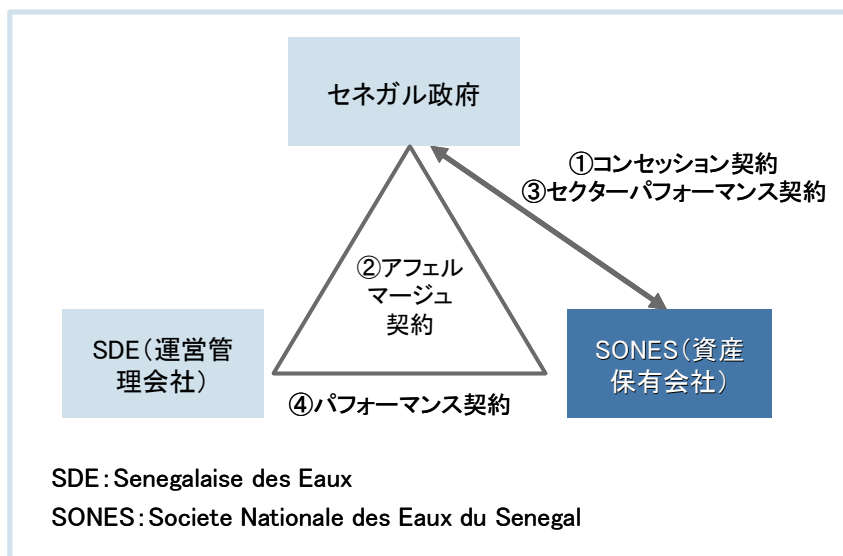 セネガル政府
①コンセッション契約
③セクターパフォーマンス契約
②アフェル
マージュ
契約
SDE(運営管
理会社)
SONES(資産
保有会社)
④パフォーマンス契約
SDE:Senegalaise des Eaux
SONES:Societe Nationale des Eaux du Senegal